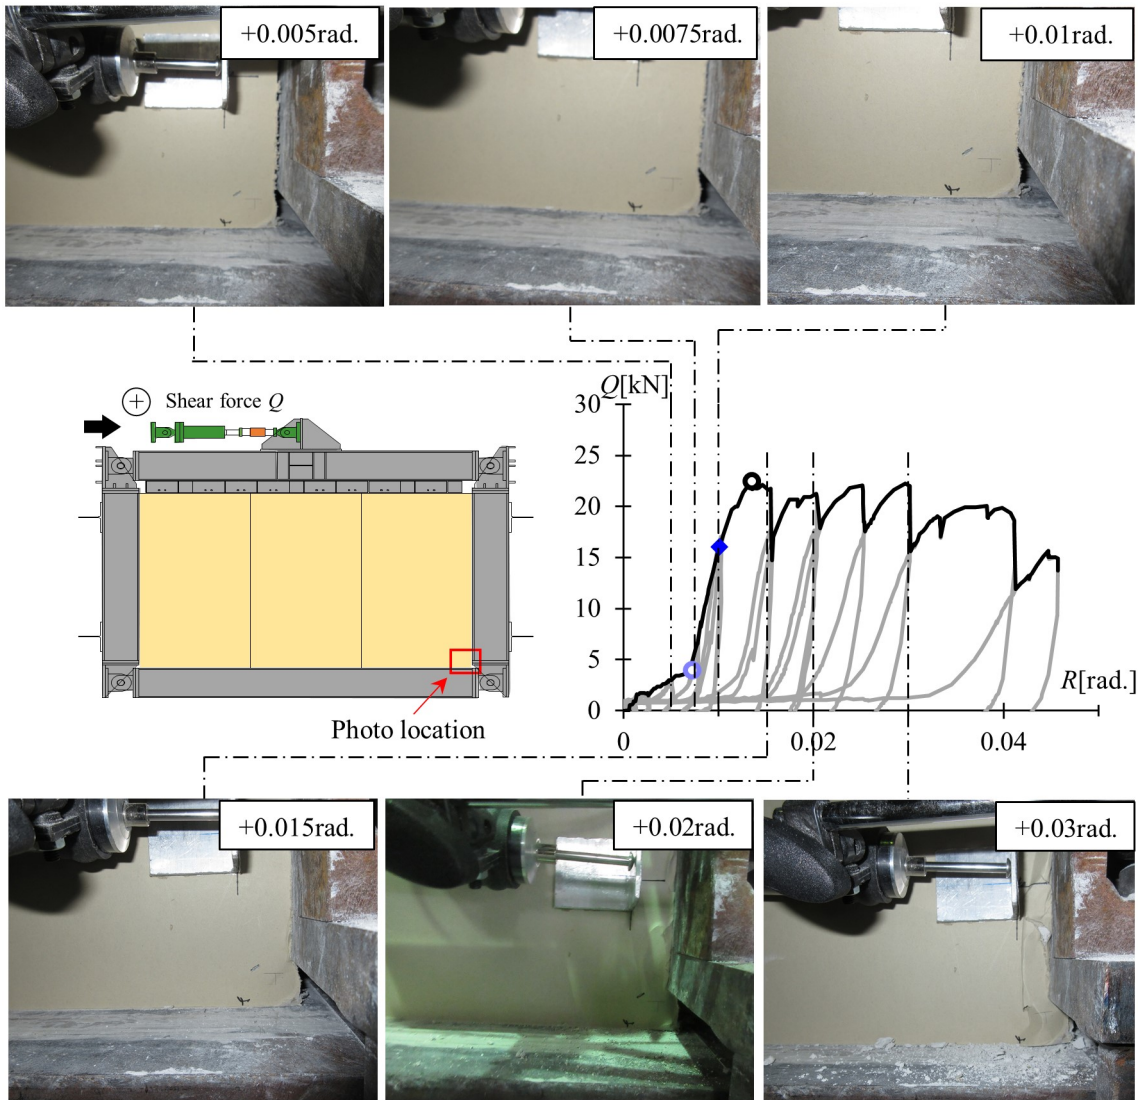 +0.005rad.
+0.0075rad.
+0.01rad.
+ Shear force Q
Photo location
Q[kN]
30
25
20
15
10
5
0
R[rad.]
0
0.02
0.04
+0.015rad.
+0.02rad.
+0.03rad.